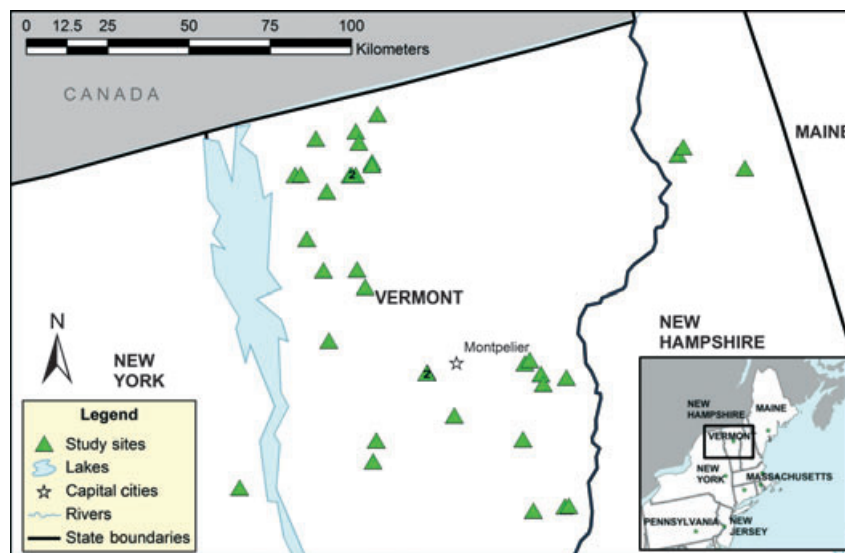 0 12.5 25 50 75 100
Kilometers
CANADA
MAINE
2
VERMONT
N
NEW
YORK
Montpelier
2
NEW
HAMPSHIRE
Legend
Study sites
Lakes
Capital cities
Rivers
State boundaries
NEW
HAMPSHIRE
MAINE
VERMONT
NEW
YORK
MASSACHUSETTS
PENNSYLVANIA
NEW
JERSEY